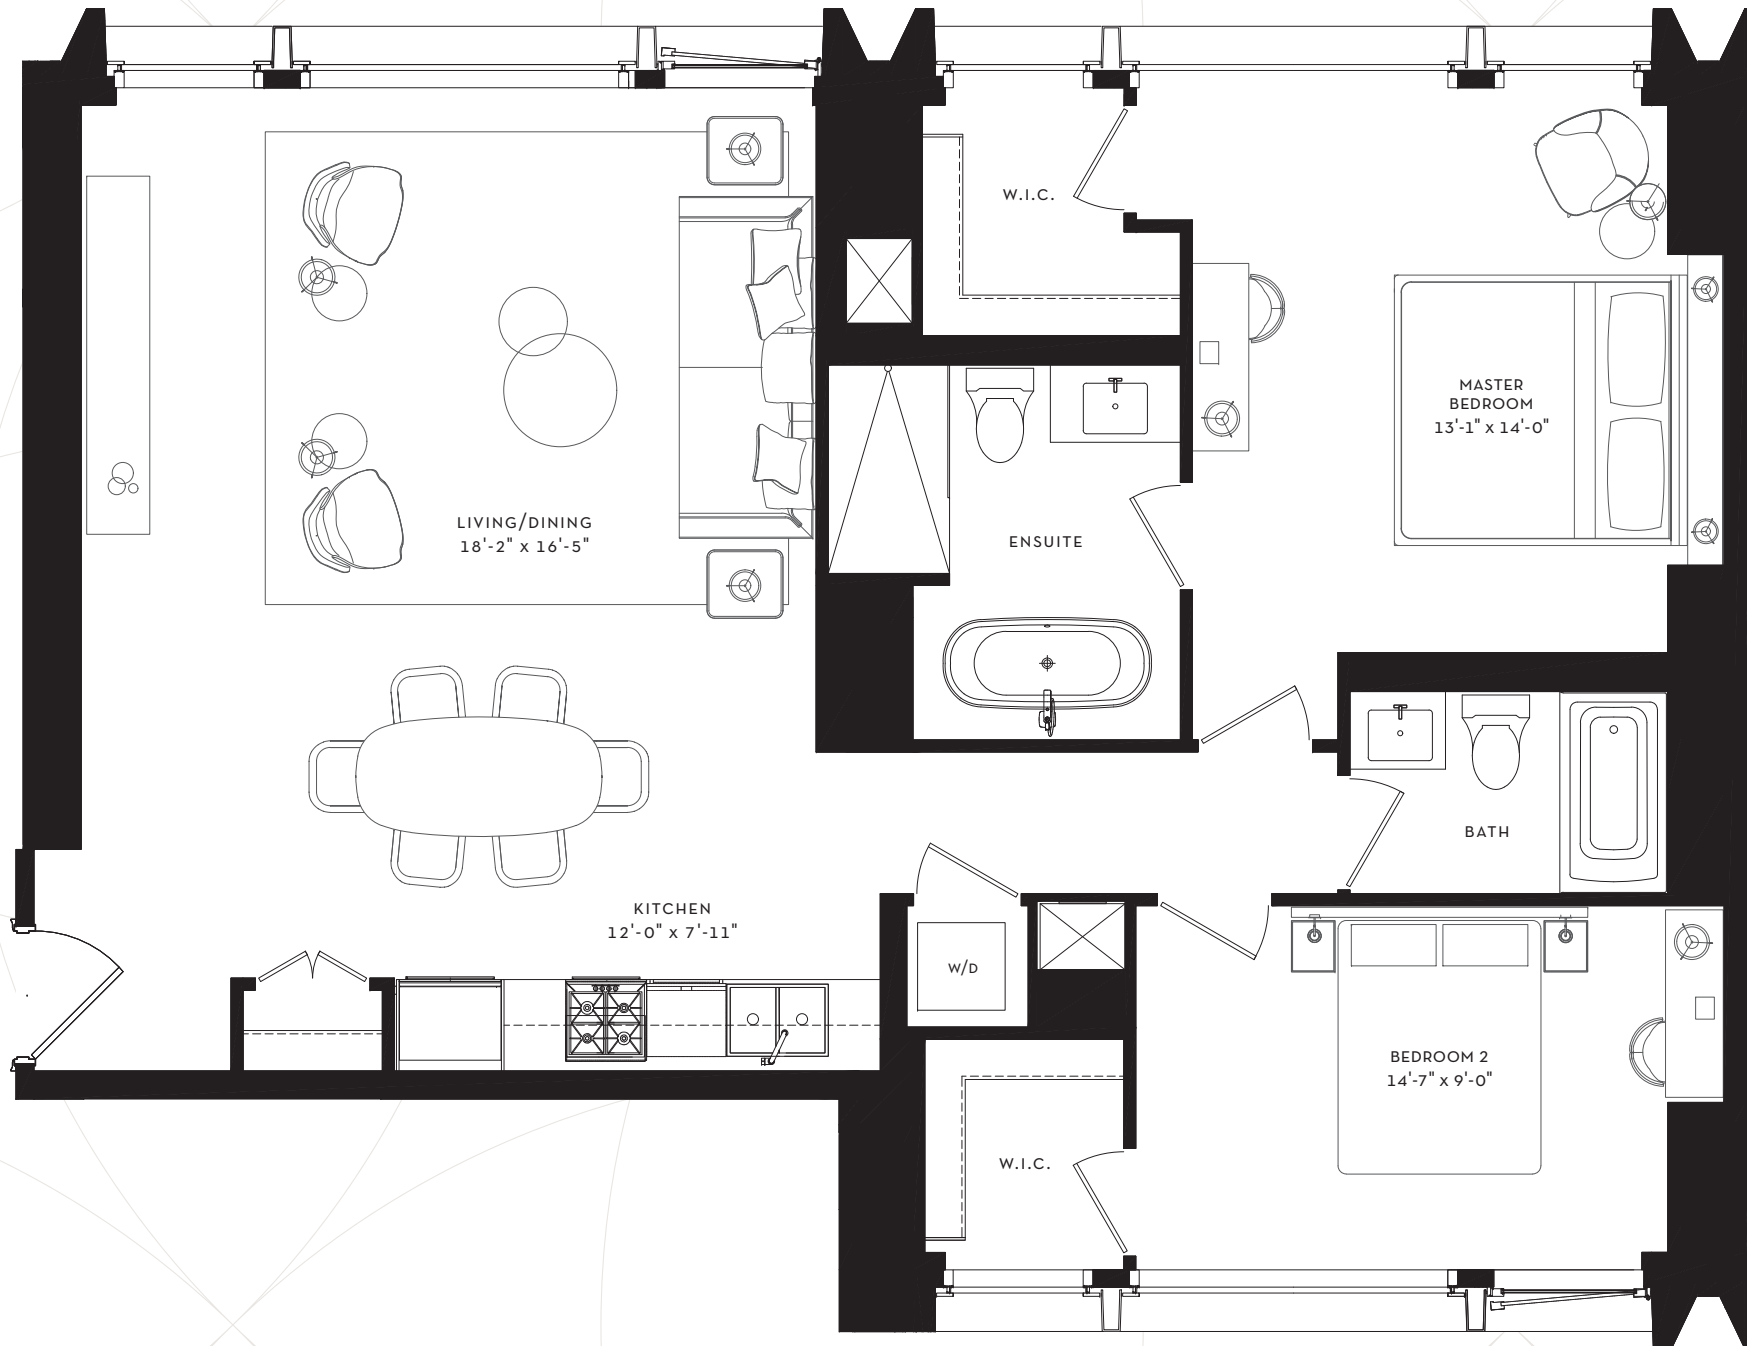 W.I.C.
MASTER
BEDROOM
13'-1" x 14'-0"
LIVING/DINING
18'-2" x 16'-5"
ENSUITE
BATH
KITCHEN
12'-0" x 7'-11"
W/D
BEDROOM 2
14'-7" x 9'-0"
W.I.C.